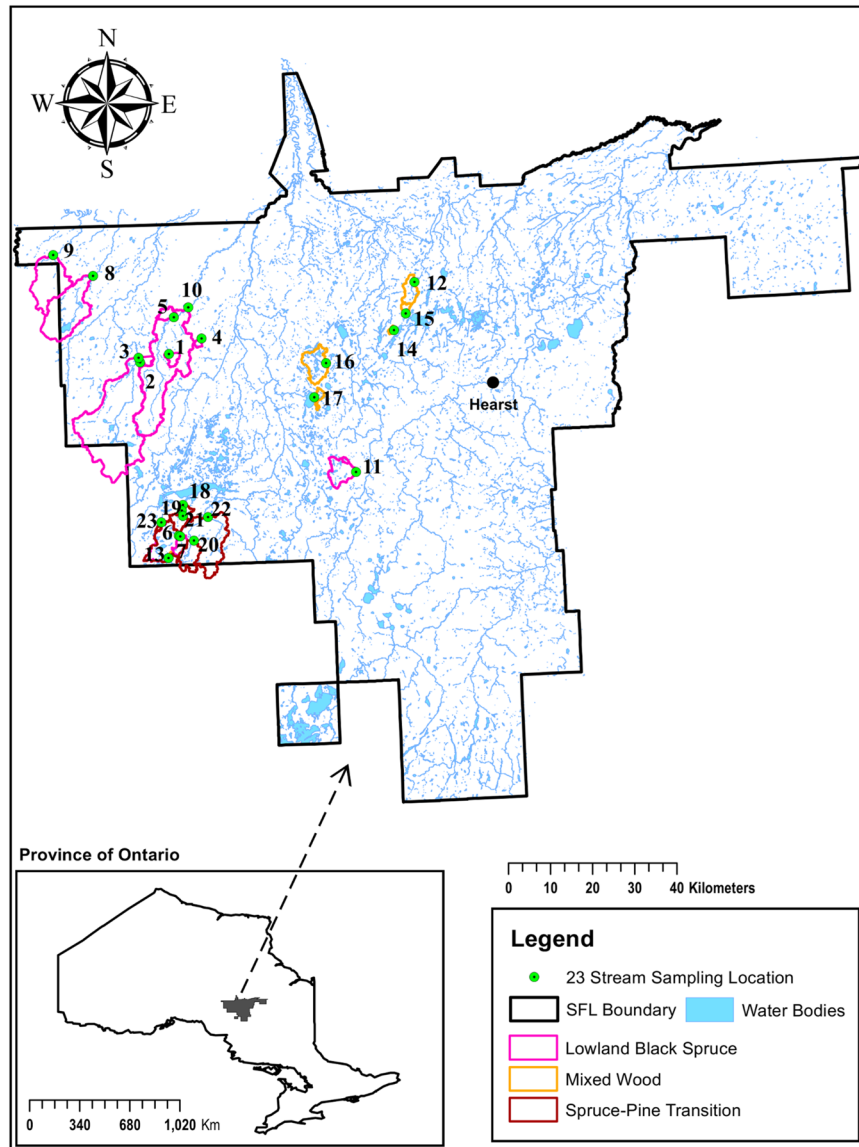 N
W E
S
9
8
10
5
12
4
15
3
1
14
2
16
Hearst
17
11
18
19
22
23
21
6
20
13 7
Province of Ontario
0 10 20 30 40 Kilometers
Legend
23 Stream Sampling Location
SFL Boundary Water Bodies
Lowland Black Spruce
Mixed Wood
Spruce-Pine Transition
0 340 680 1,020 Km